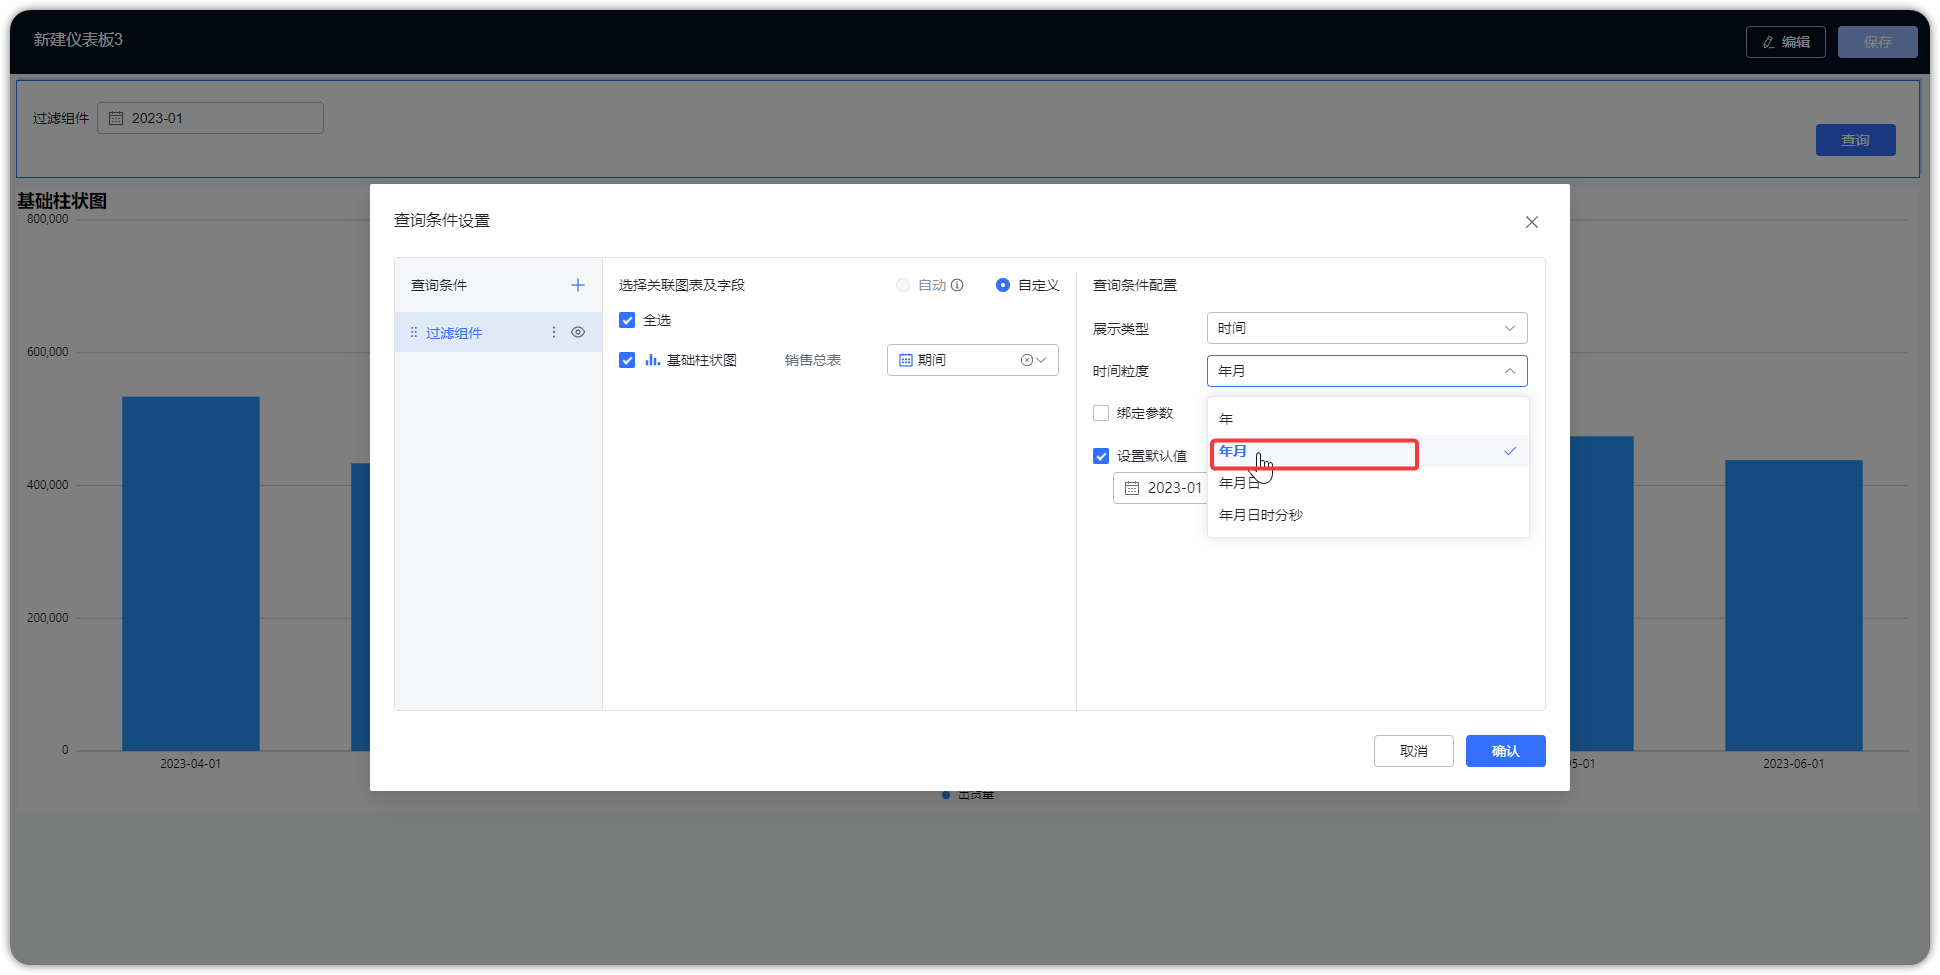 新建仪表板3
编辑
保存
过滤组件
2023-01
查询
基础柱状图
800,000
600,000
400,000
200,000
0
2023-04-01
05-01
2023-06-01
出货量
查询条件设置
查询条件
过滤组件
选择关联图表及字段
自动
自定义
全选
基础柱状图
销售总表
期间
查询条件配置
展示类型
时间
时间粒度
年月
绑定参数
设置默认值
2023-01
年
年月
年月日
年月日时分秒
取消
确认